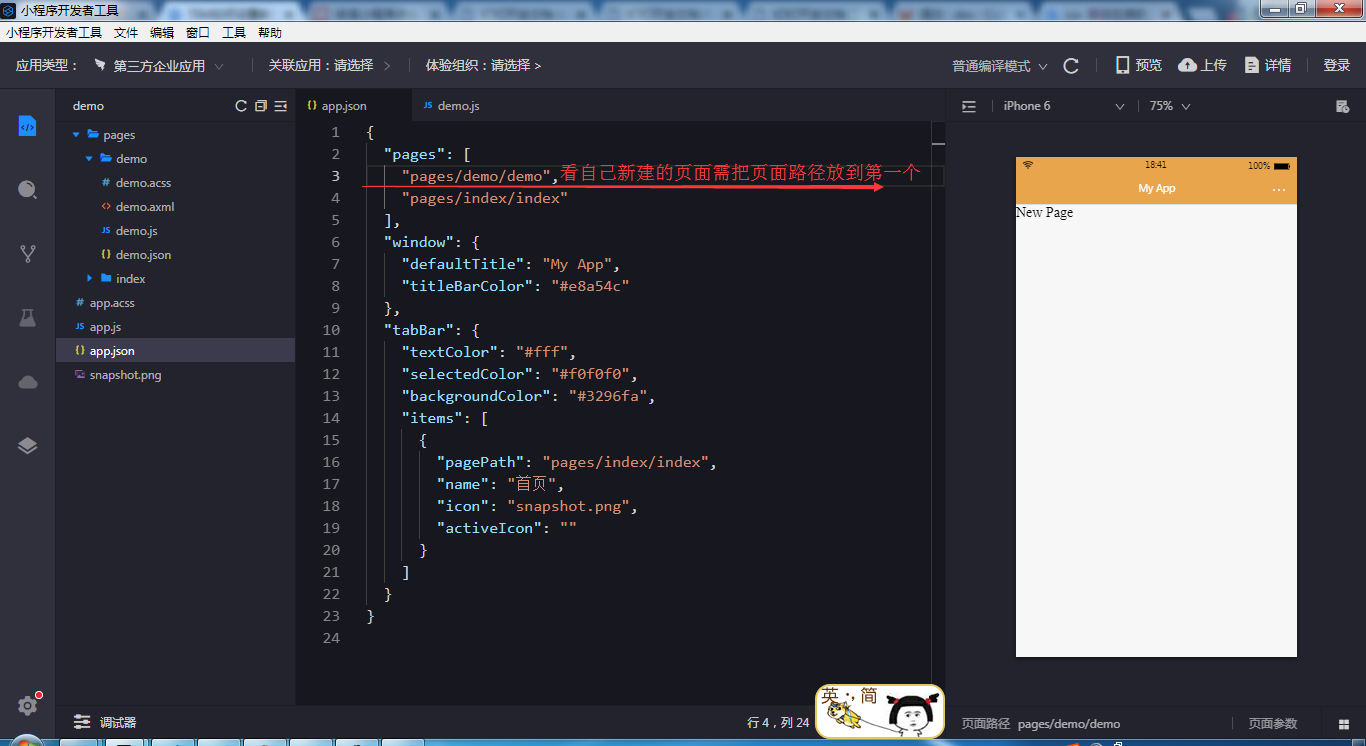 小程序开发者工具
小程序开发者工具 文件 编辑 窗口 工具 帮助
应用类型： 第三方企业应用 关联应用：请选择 > 体验组织：请选择 > 普通编译模式 预览 上传 详情 登录
demo
app.json
demo.js
iPhone 6
75%
pages
demo
demo.acss
demo.axml
demo.js
demo.json
index
app.acss
app.js
app.json
snapshot.png
1 {
2 "pages": [
3 "pages/demo/demo",看自己新建的页面需把页面路径放到第一个
4 "pages/index/index"
5 ],
6 "window": {
7 "defaultTitle": "My App",
8 "titleBarColor": "#e8a54c"
9 },
10 "tabBar": {
11 "textColor": "#fff",
12 "selectedColor": "#f0f0f0",
13 "backgroundColor": "#3296fa",
14 "items": [
15 {
16 "pagePath": "pages/index/index",
17 "name": "首页",
18 "icon": "snapshot.png",
19 "activeIcon": ""
20 }
21 ]
22 }
23 }
24
18:41
100%
My App
New Page
调试器
行 4，列 24
英 ·, 简
页面路径 pages/demo/demo
页面参数